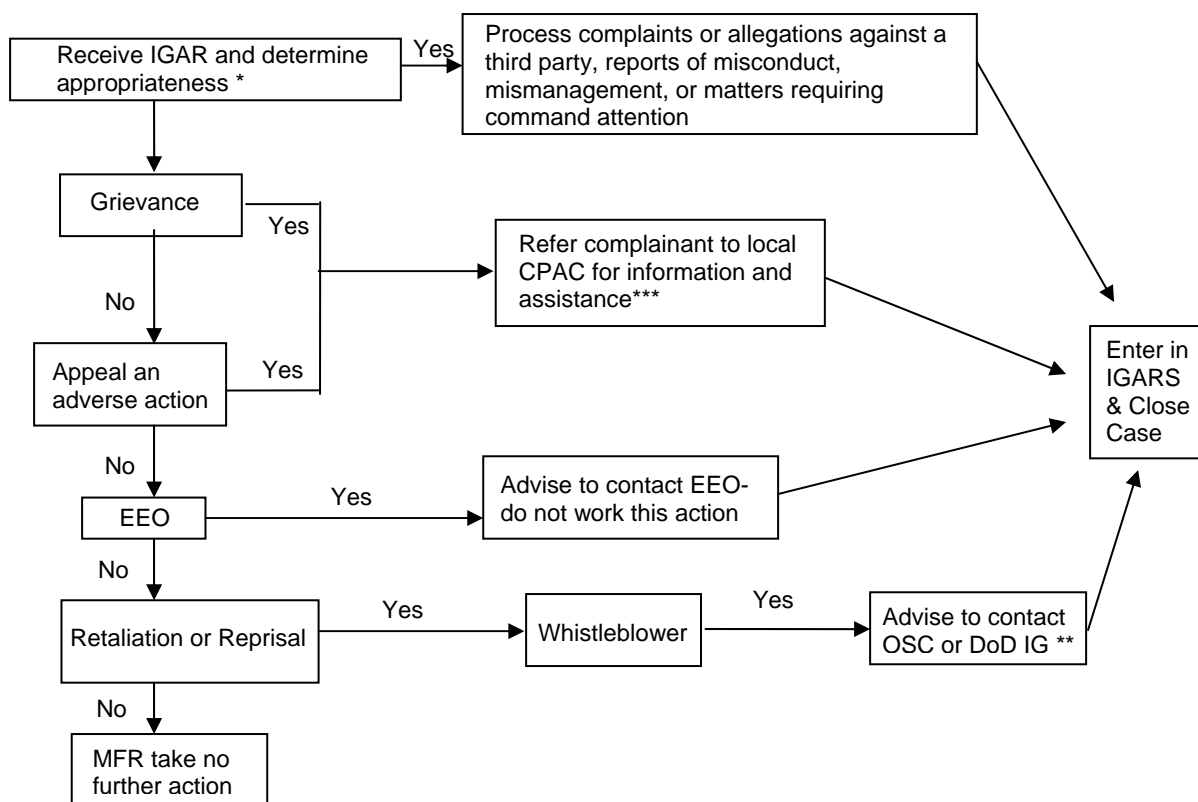 Receive IGAR and determine
appropriateness *
Yes
Process complaints or allegations against a
third party, reports of misconduct,
mismanagement, or matters requiring
command attention
Grievance
Yes
Refer complainant to local
CPAC for information and
assistance***
No
Appeal an
adverse action
Yes
Enter in
IGARS
& Close
Case
No
EEO
Yes
Advise to contact EEO-
do not work this action
No
Retaliation or Reprisal
Yes
Whistleblower
Yes
Advise to contact
OSC or DoD IG **
No
MFR take no
further action